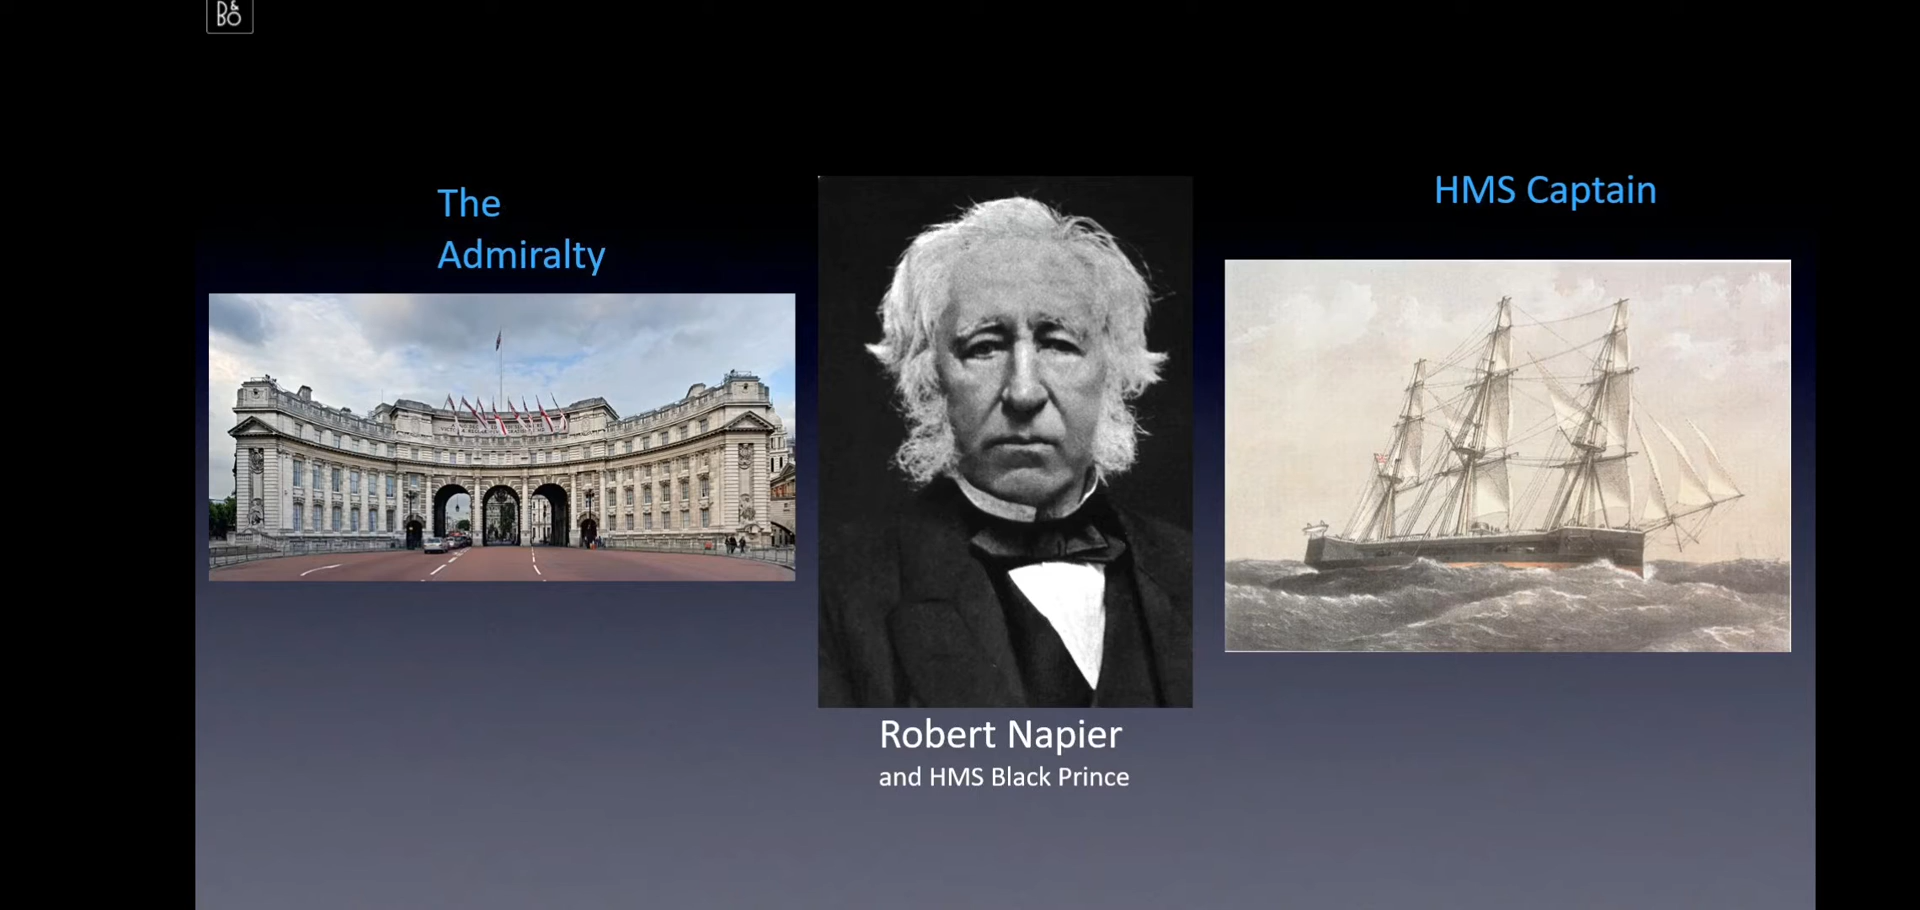 B&O
The
Admiralty
HMS Captain
Robert Napier
and HMS Black Prince